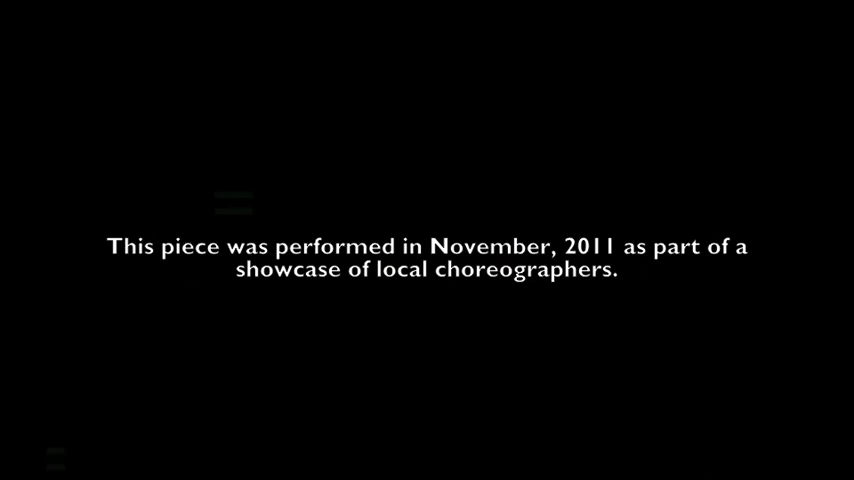 This piece was performed in November, 2011 as part of a
showcase of local choreographers.